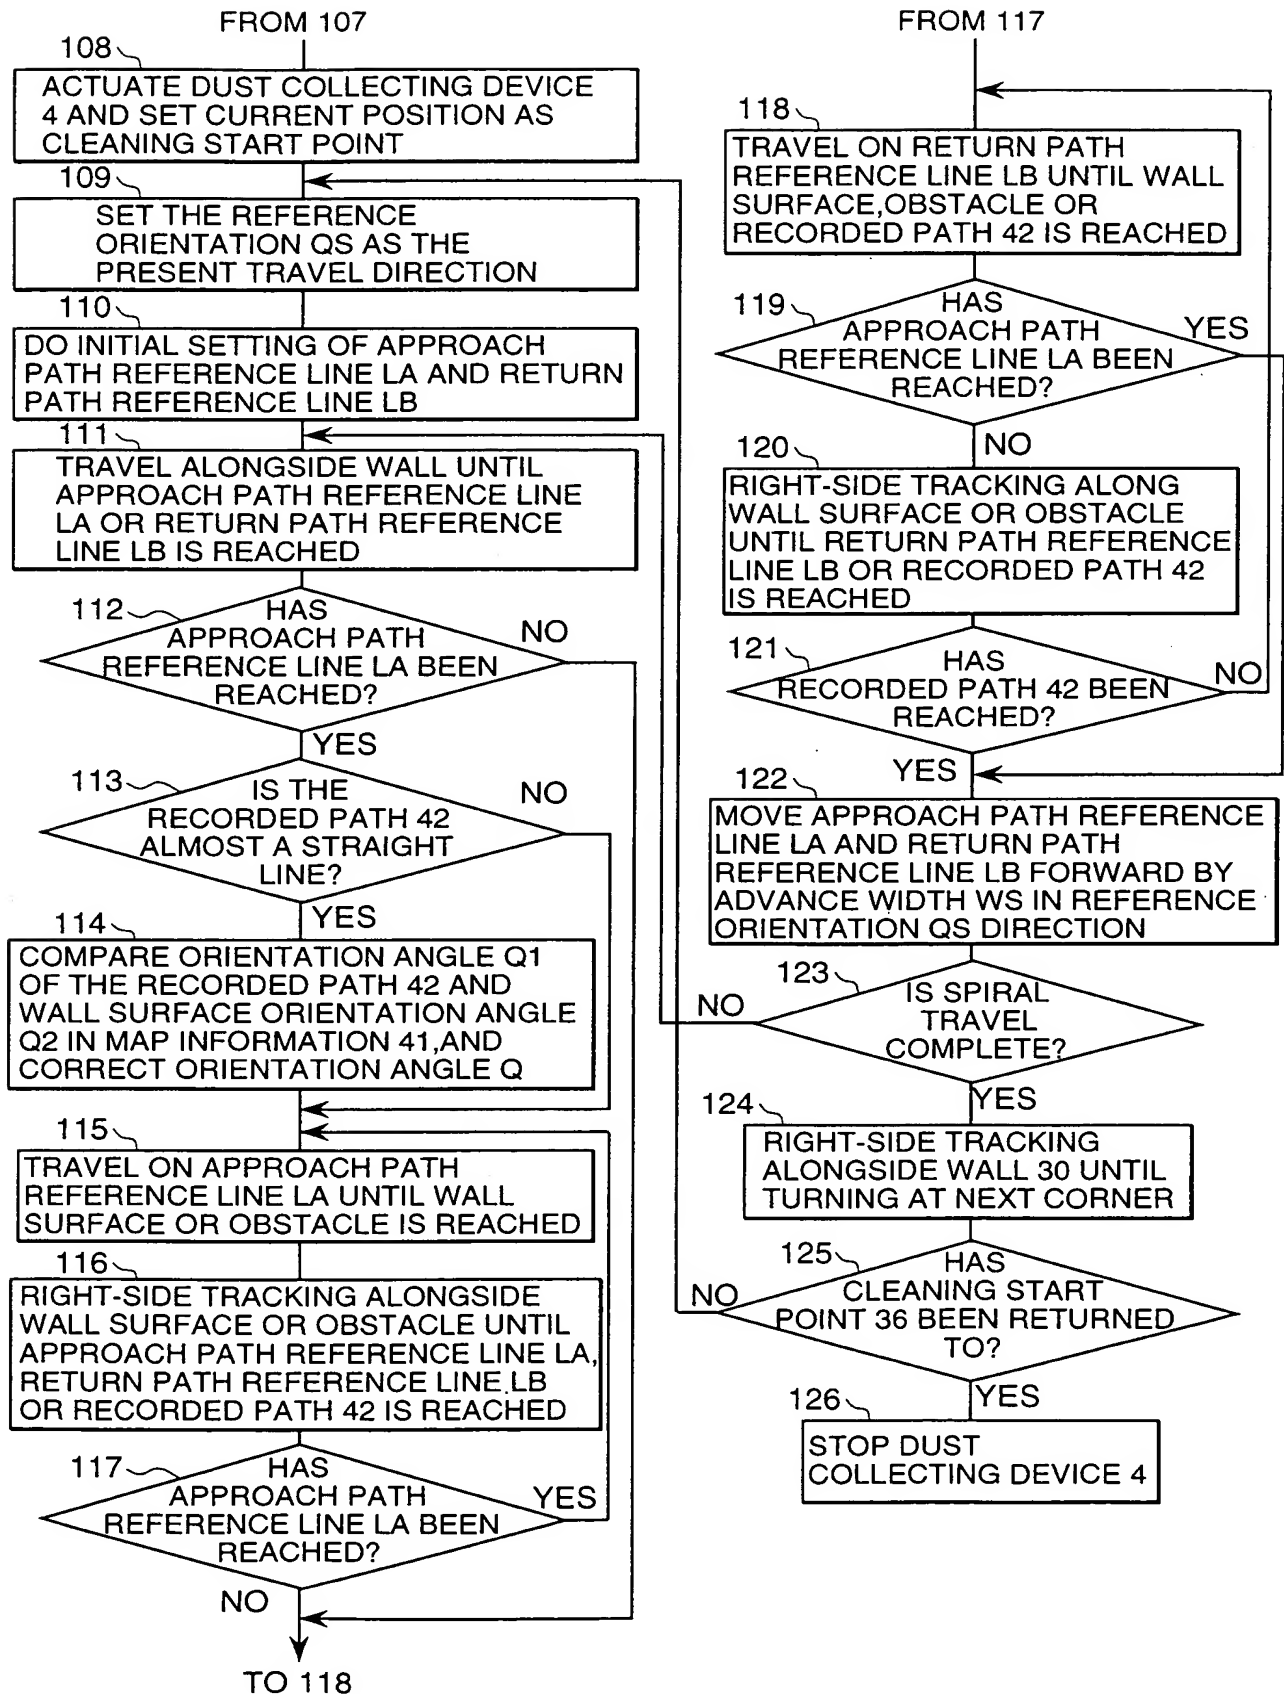 FROM 107
108
ACTUATE DUST COLLECTING DEVICE
4 AND SET CURRENT POSITION AS
CLEANING START POINT
109
SET THE REFERENCE
ORIENTATION QS AS THE
PRESENT TRAVEL DIRECTION
110
DO INITIAL SETTING OF APPROACH
PATH REFERENCE LINE LA AND RETURN
PATH REFERENCE LINE LB
111
TRAVEL ALONGSIDE WALL UNTIL
APPROACH PATH REFERENCE LINE
LA OR RETURN PATH REFERENCE
LINE LB IS REACHED
112
HAS
APPROACH PATH
REFERENCE LINE LA BEEN
REACHED?
NO
YES
113
IS THE
RECORDED PATH 42
ALMOST A STRAIGHT
LINE?
NO
YES
114
COMPARE ORIENTATION ANGLE Q1
OF THE RECORDED PATH 42 AND
WALL SURFACE ORIENTATION ANGLE
Q2 IN MAP INFORMATION 41,AND
CORRECT ORIENTATION ANGLE Q
115
TRAVEL ON APPROACH PATH
REFERENCE LINE LA UNTIL WALL
SURFACE OR OBSTACLE IS REACHED
116
RIGHT-SIDE TRACKING ALONGSIDE
WALL SURFACE OR OBSTACLE UNTIL
APPROACH PATH REFERENCE LINE LA,
RETURN PATH REFERENCE LINE LB
OR RECORDED PATH 42 IS REACHED
117
HAS
APPROACH PATH
REFERENCE LINE LA BEEN
REACHED?
YES
NO
TO 118
FROM 117
118
TRAVEL ON RETURN PATH
REFERENCE LINE LB UNTIL WALL
SURFACE,OBSTACLE OR
RECORDED PATH 42 IS REACHED
119
HAS
APPROACH PATH
REFERENCE LINE LA BEEN
REACHED?
YES
NO
120
RIGHT-SIDE TRACKING ALONG
WALL SURFACE OR OBSTACLE
UNTIL RETURN PATH REFERENCE
LINE LB OR RECORDED PATH 42
IS REACHED
121
HAS
RECORDED PATH 42 BEEN
REACHED?
NO
YES
122
MOVE APPROACH PATH REFERENCE
LINE LA AND RETURN PATH
REFERENCE LINE LB FORWARD BY
ADVANCE WIDTH WS IN REFERENCE
ORIENTATION QS DIRECTION
123
IS SPIRAL
TRAVEL
COMPLETE?
NO
YES
124
RIGHT-SIDE TRACKING
ALONGSIDE WALL 30 UNTIL
TURNING AT NEXT CORNER
125
HAS
CLEANING START
POINT 36 BEEN RETURNED
TO?
NO
YES
126
STOP DUST
COLLECTING DEVICE 4